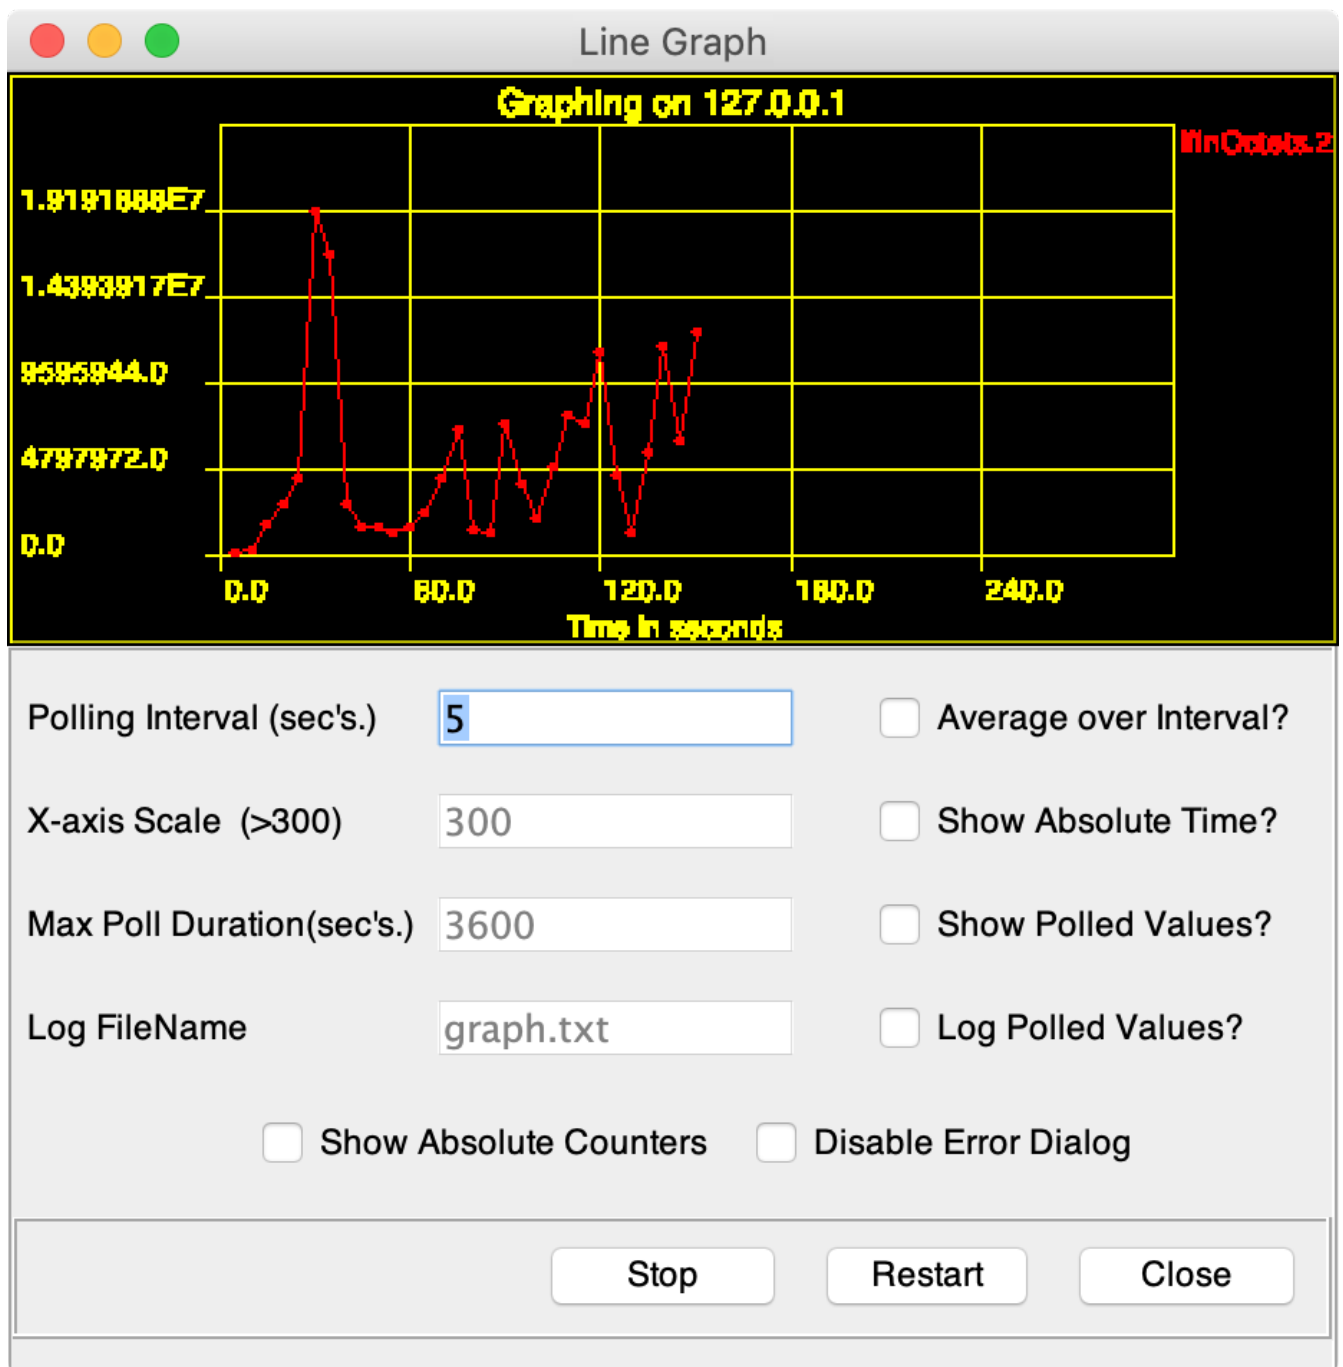 Line Graph
Graphing on 127.0.0.1
ifInOctets.2
1.9191888E7
1.4393917E7
9595944.0
4797972.0
0.0
0.0 60.0 120.0 180.0 240.0
Time in seconds
Polling Interval (sec's.) 5 Average over Interval?
X-axis Scale (>300) 300 Show Absolute Time?
Max Poll Duration(sec's.) 3600 Show Polled Values?
Log FileName graph.txt Log Polled Values?
Show Absolute Counters Disable Error Dialog
Stop Restart Close